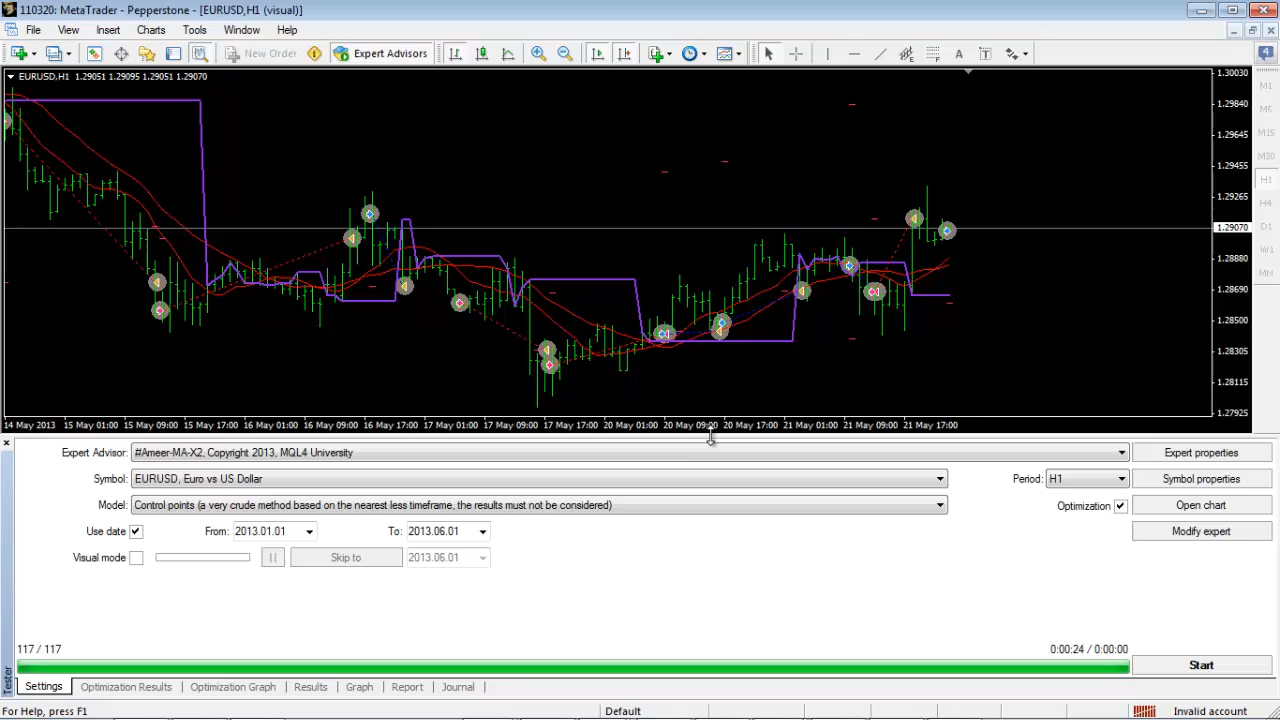 110320: MetaTrader - Pepperstone - [EURUSD,H1 (visual)]
File View Insert Charts Tools Window Help
New Order Expert Advisors A T 4
EURUSD,H1 1.29051 1.29095 1.29051 1.29070
1.30030
1.29840
1.29645
1.29455
1.29265
1.29070
1.28880
1.28690
1.28500
1.28305
1.28115
1.27925
M1
M5
M15
M30
H1
H4
D1
W1
MN
14 May 2013 15 May 01:00 15 May 09:00 15 May 17:00 16 May 01:00 16 May 09:00 16 May 17:00 17 May 01:00 17 May 09:00 17 May 17:00 20 May 01:00 20 May 09:00 20 May 17:00 21 May 01:00 21 May 09:00 21 May 17:00
Expert Advisor: #Ameer-MA-X2, Copyright 2013, MQL4 University Expert properties
Symbol: EURUSD, Euro vs US Dollar Period: H1 Symbol properties
Model: Control points (a very crude method based on the nearest less timeframe, the results must not be considered) Optimization Open chart
Use date From: 2013.01.01 To: 2013.06.01 Modify expert
Visual mode Skip to 2013.06.01
117 / 117 0:00:24 / 0:00:00
Start
Tester
Settings Optimization Results Optimization Graph Results Graph Report Journal
For Help, press F1 Default Invalid account